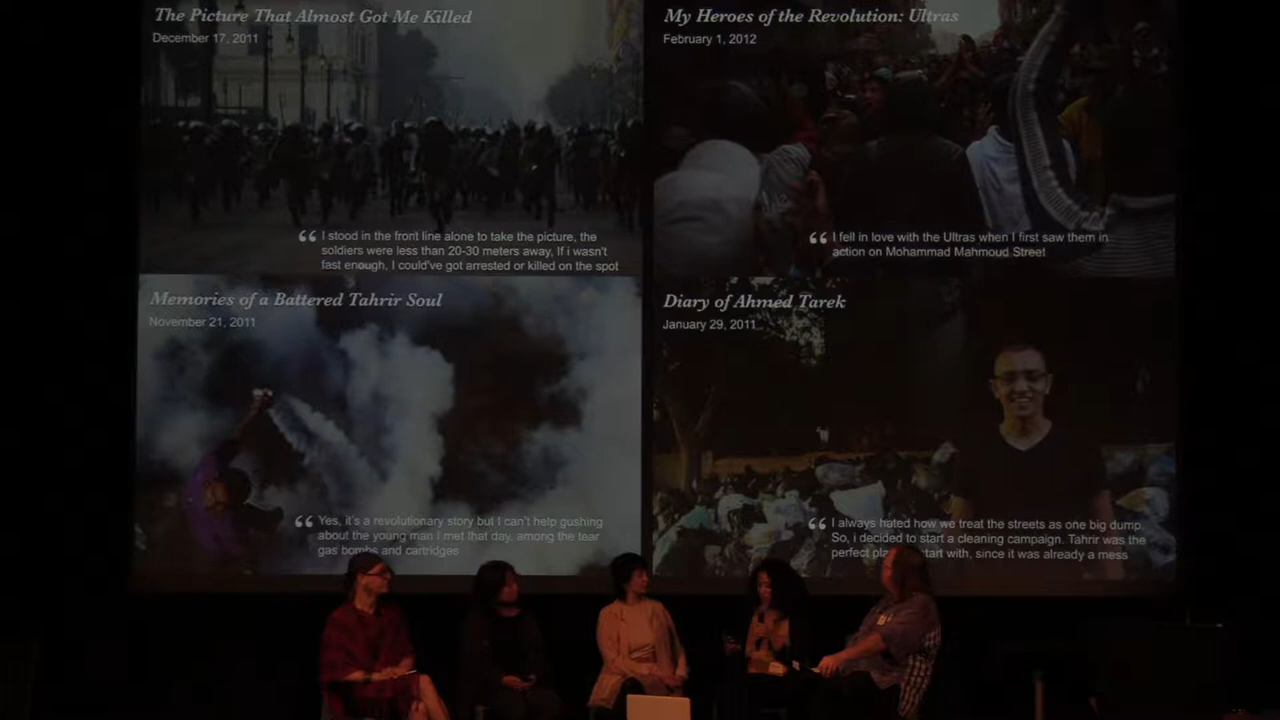 The Picture That Almost Got Me Killed
December 17, 2011
“ I stood in the front line alone to take the picture, the
soldiers were less than 20-30 meters away, If i wasn't
fast enough, I could've got arrested or killed on the spot
My Heroes of the Revolution: Ultras
February 1, 2012
“ I fell in love with the Ultras when I first saw them in
action on Mohammad Mahmoud Street!
Memories of a Battered Tahrir Soul
November 21, 2011
“ Yes, it's a revolutionary story but I can't help gushing
about the young man I met that day, among the tear
gas bombs and cartridges
Diary of Ahmed Tarek
January 29, 2011
“ I always hated how we treat the streets as one big dump.
So, i decided to start a cleaning campaign. Tahrir was the
perfect start with, since it was already a mess